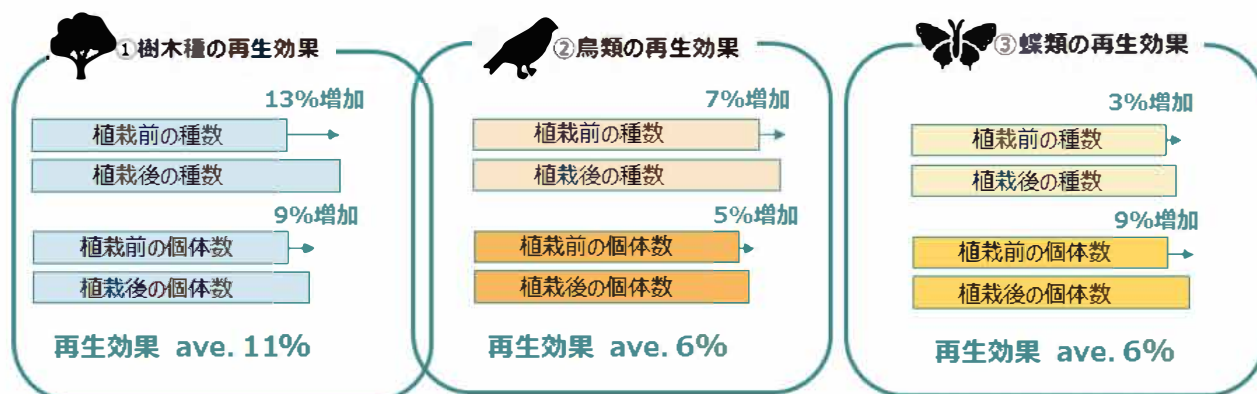 ①樹木種の再生効果
13%増加
植栽前の種数
植栽後の種数
9%増加
植栽前の個体数
植栽後の個体数
再生効果 ave. 11%
②鳥類の再生効果
7%増加
植栽前の種数
植栽後の種数
5%増加
植栽前の個体数
植栽後の個体数
再生効果 ave. 6%
③蝶類の再生効果
3%増加
植栽前の種数
植栽後の種数
9%増加
植栽前の個体数
植栽後の個体数
再生効果 ave. 6%